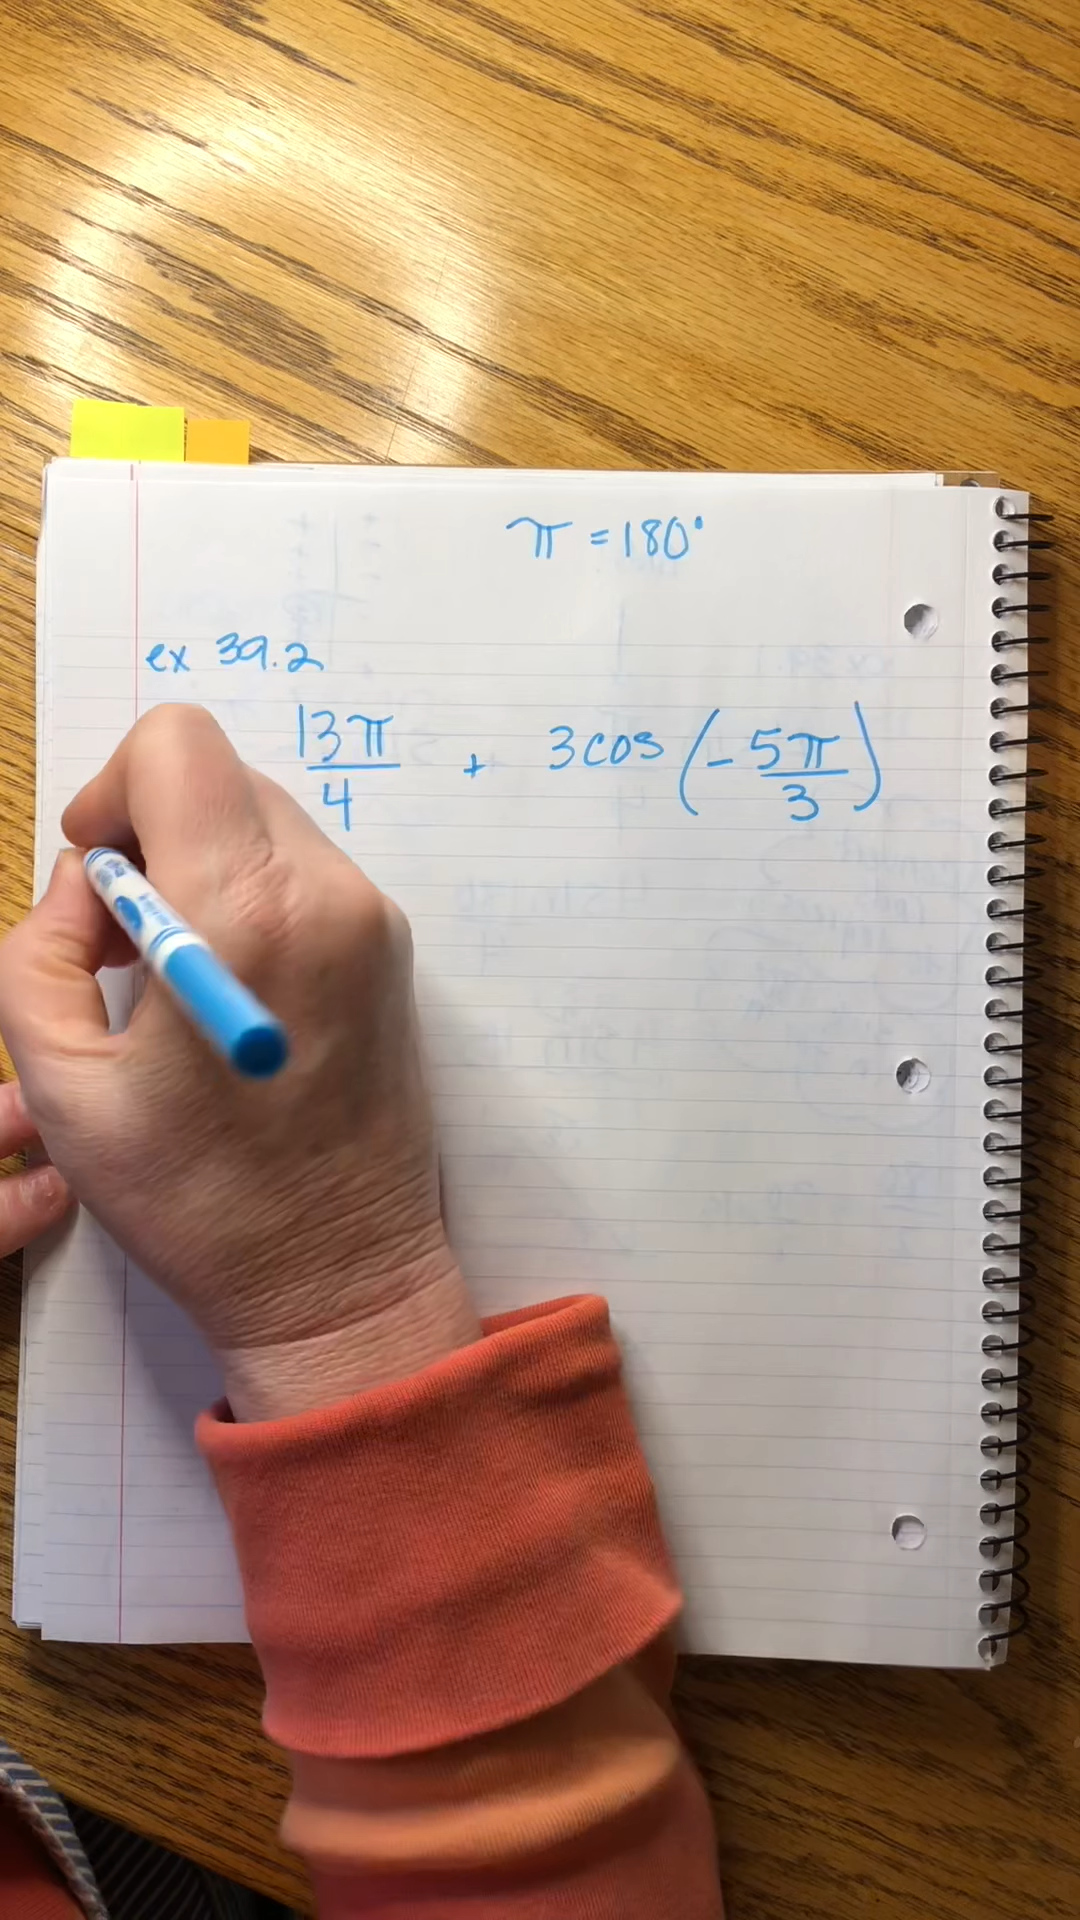 π = 180°
ex 39.2
13π/4 + 3cos(-5π/3)